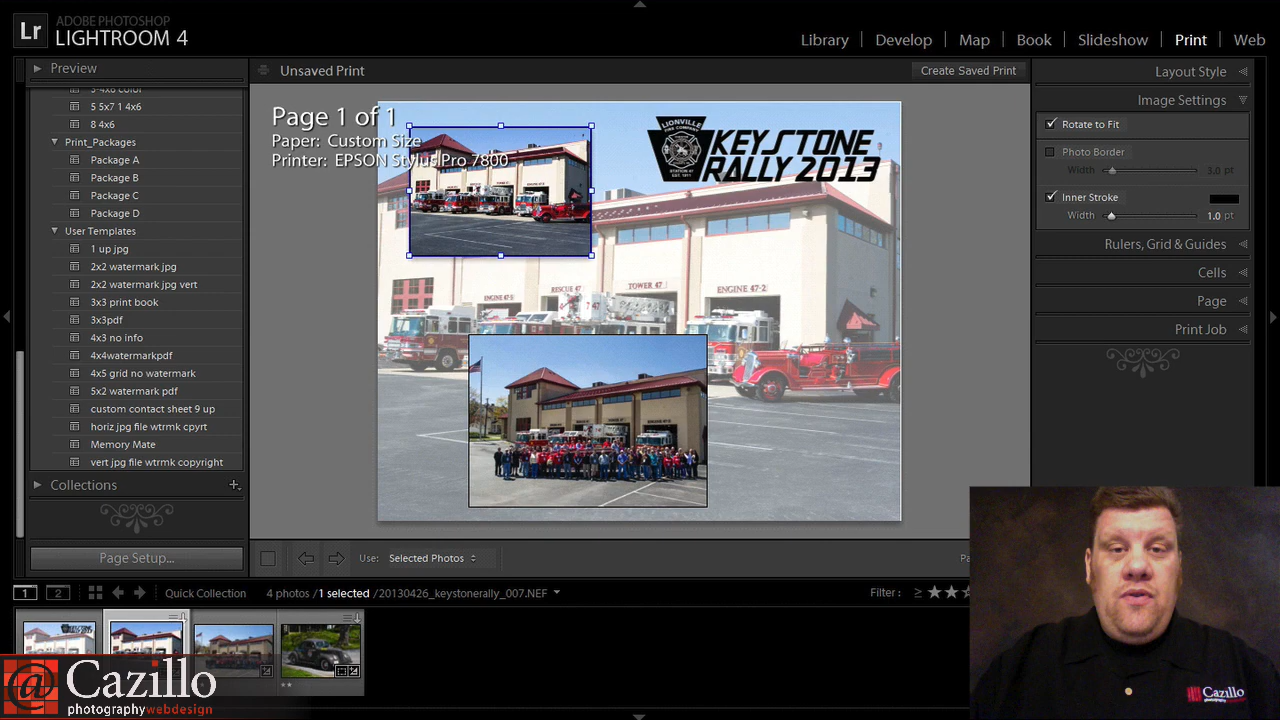 Lr
ADOBE PHOTOSHOP
LIGHTROOM 4
Library
Develop
Map
Book
Slideshow
Print
Web
Preview
5 5x7 1 4x6
8 4x6
Print_Packages
Package A
Package B
Package C
Package D
User Templates
1 up jpg
2x2 watermark jpg
2x2 watermark jpg vert
3x3 print book
3x3pdf
4x3 no info
4x4watermarkpdf
4x5 grid no watermark
5x2 watermark pdf
custom contact sheet 9 up
horiz jpg file wtrmk cpyrt
Memory Mate
vert jpg file wtrmk copyright
Collections
Page Setup...
Unsaved Print
Create Saved Print
Page 1 of 1
Paper: Custom Size
Printer: EPSON Stylus Pro 7800
LIONVILLE
FIRE COMPANY
KEYSTONE
RALLY 2013
ENGINE 47-1
RESCUE 47
TOWER 47
ENGINE 47-2
Use: Selected Photos
Layout Style
Image Settings
Rotate to Fit
Photo Border
Width 3.0 pt
Inner Stroke
Width 1.0 pt
Rulers, Grid & Guides
Cells
Page
Print Job
1 2 Quick Collection 4 photos / 1 selected / 20130426_keystonerally_007.NEF
Filter : ≥
@Cazillo
photographywebdesign
Cazillo